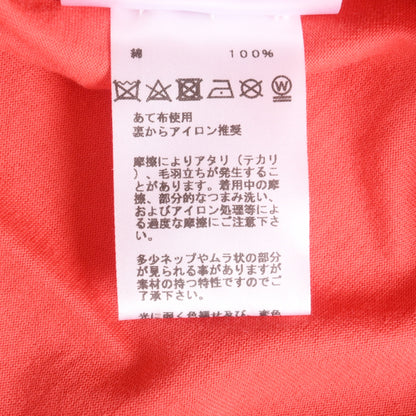 綿 100%
W
あて布使用
裏からアイロン推奨
摩擦によりアタリ(テカリ
)、毛羽立ちが発生するこ
とがあります。着用中の摩
擦、部分的なつまみ洗い、
およびアイロン処理等によ
る過度な摩擦にご注意下さ
い。
多少ネップやムラ状の部分
が見られる事がありますが
素材の持つ特性ですのでご
了承下さい。